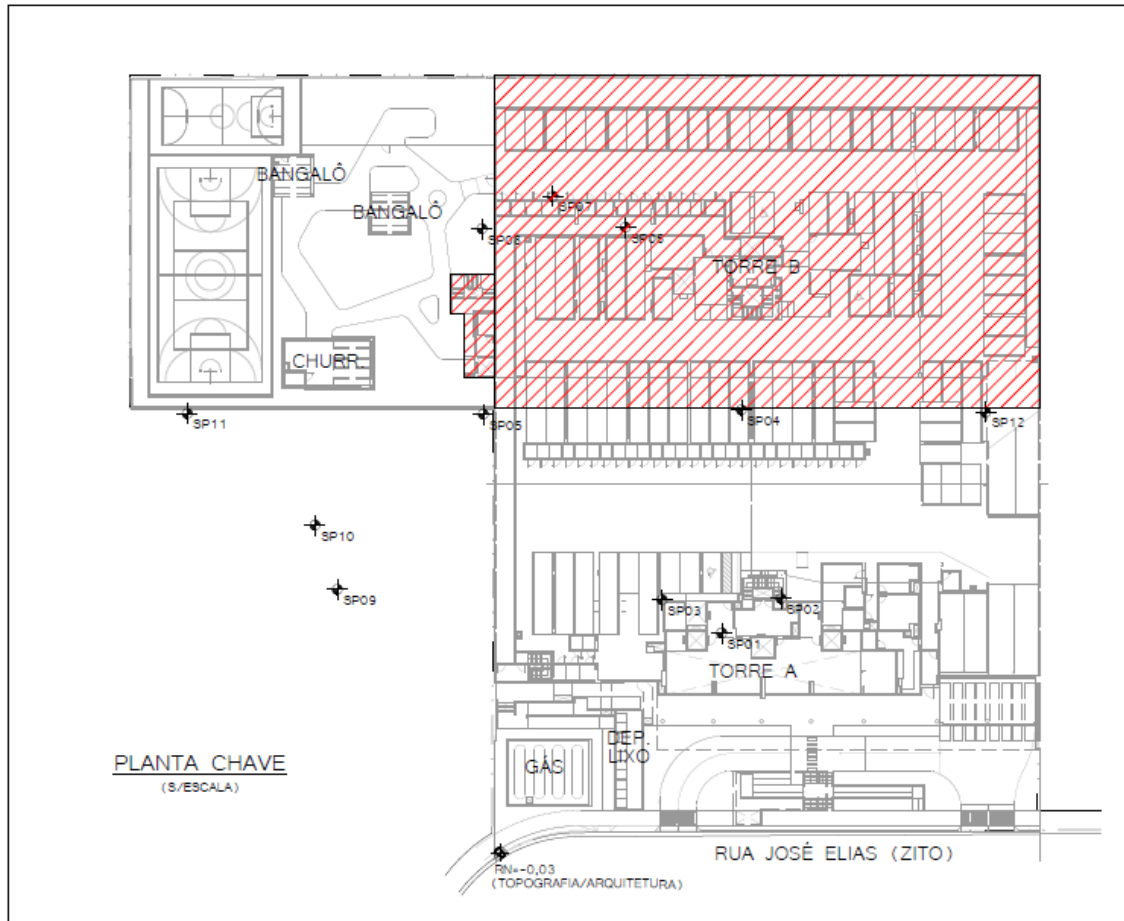 BANGALÔ
BANGALÔ
SP07
SP08
SP06
TORRE B
CHURR.
SP11
SP05
SP04
SP12
SP10
SP09
SP03
SP02
SP01
TORRE A
DEP.
LIXO
GÁS
PLANTA CHAVE
(S/ESCALA)
RUA JOSÉ ELIAS (ZITO)
RN=-0,03
(TOPOGRAFIA/ARQUITETURA)